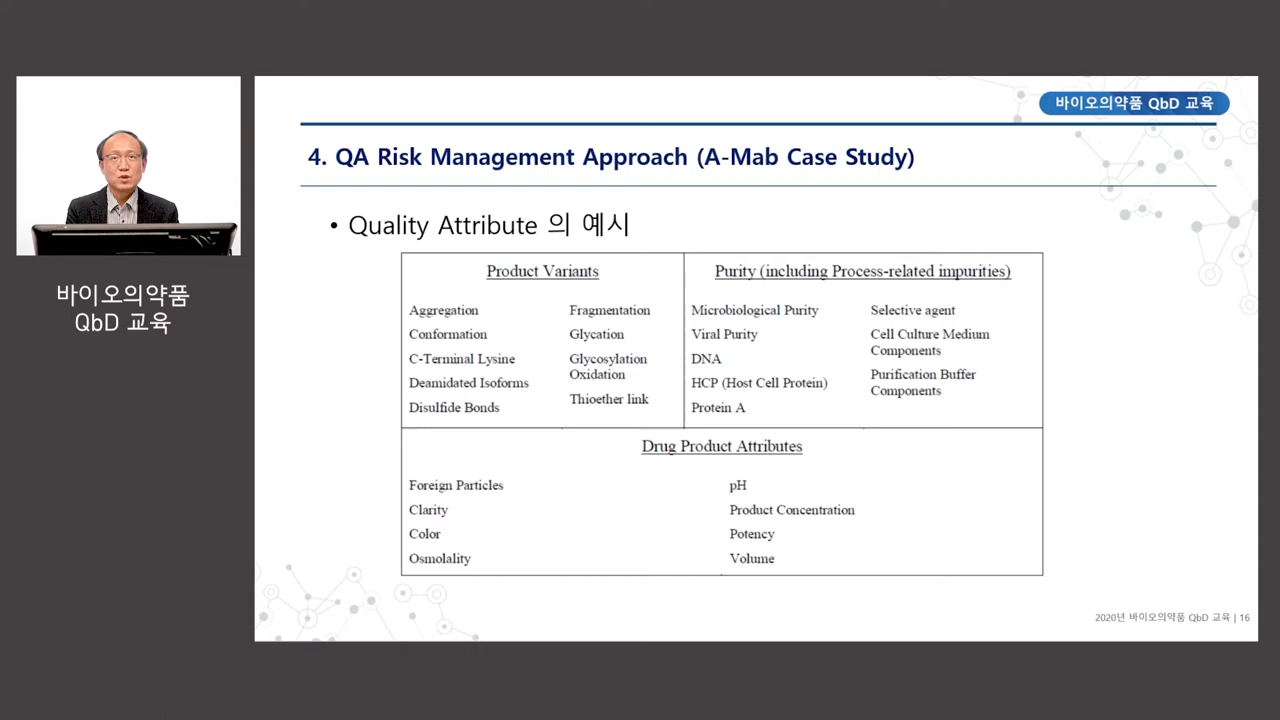 바이오의약품 QbD 교육
4. QA Risk Management Approach (A-Mab Case Study)
• Quality Attribute 의 예시
Product Variants
Aggregation
Conformation
C-Terminal Lysine
Deamidated Isoforms
Disulfide Bonds
Fragmentation
Glycation
Glycosylation
Oxidation
Thioether link
Purity (including Process-related impurities)
Microbiological Purity
Viral Purity
DNA
HCP (Host Cell Protein)
Protein A
Selective agent
Cell Culture Medium
Components
Purification Buffer
Components
Drug Product Attributes
Foreign Particles
Clarity
Color
Osmolality
pH
Product Concentration
Potency
Volume
바이오의약품
QbD 교육
2020년 바이오의약품 QbD 교육 | 16